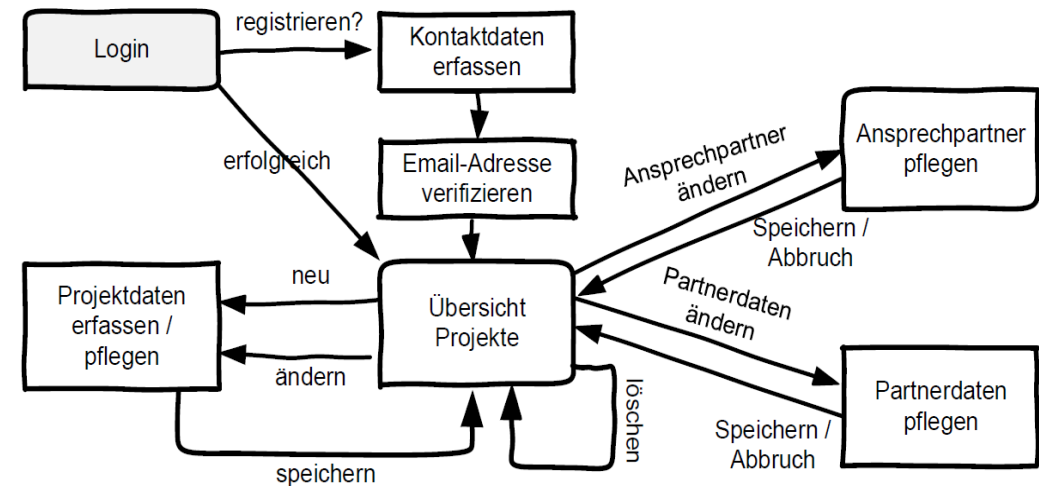 registrieren?
Login
Kontaktdaten
erfassen
erfolgreich
Email-Adresse
verifizieren
Ansprechpartner
ändern
Ansprechpartner
pflegen
Speichern /
Abbruch
neu
Projektdaten
erfassen /
pflegen
Übersicht
Projekte
Partnerdaten
ändern
ändern
löschen
Partnerdaten
pflegen
Speichern /
Abbruch
speichern